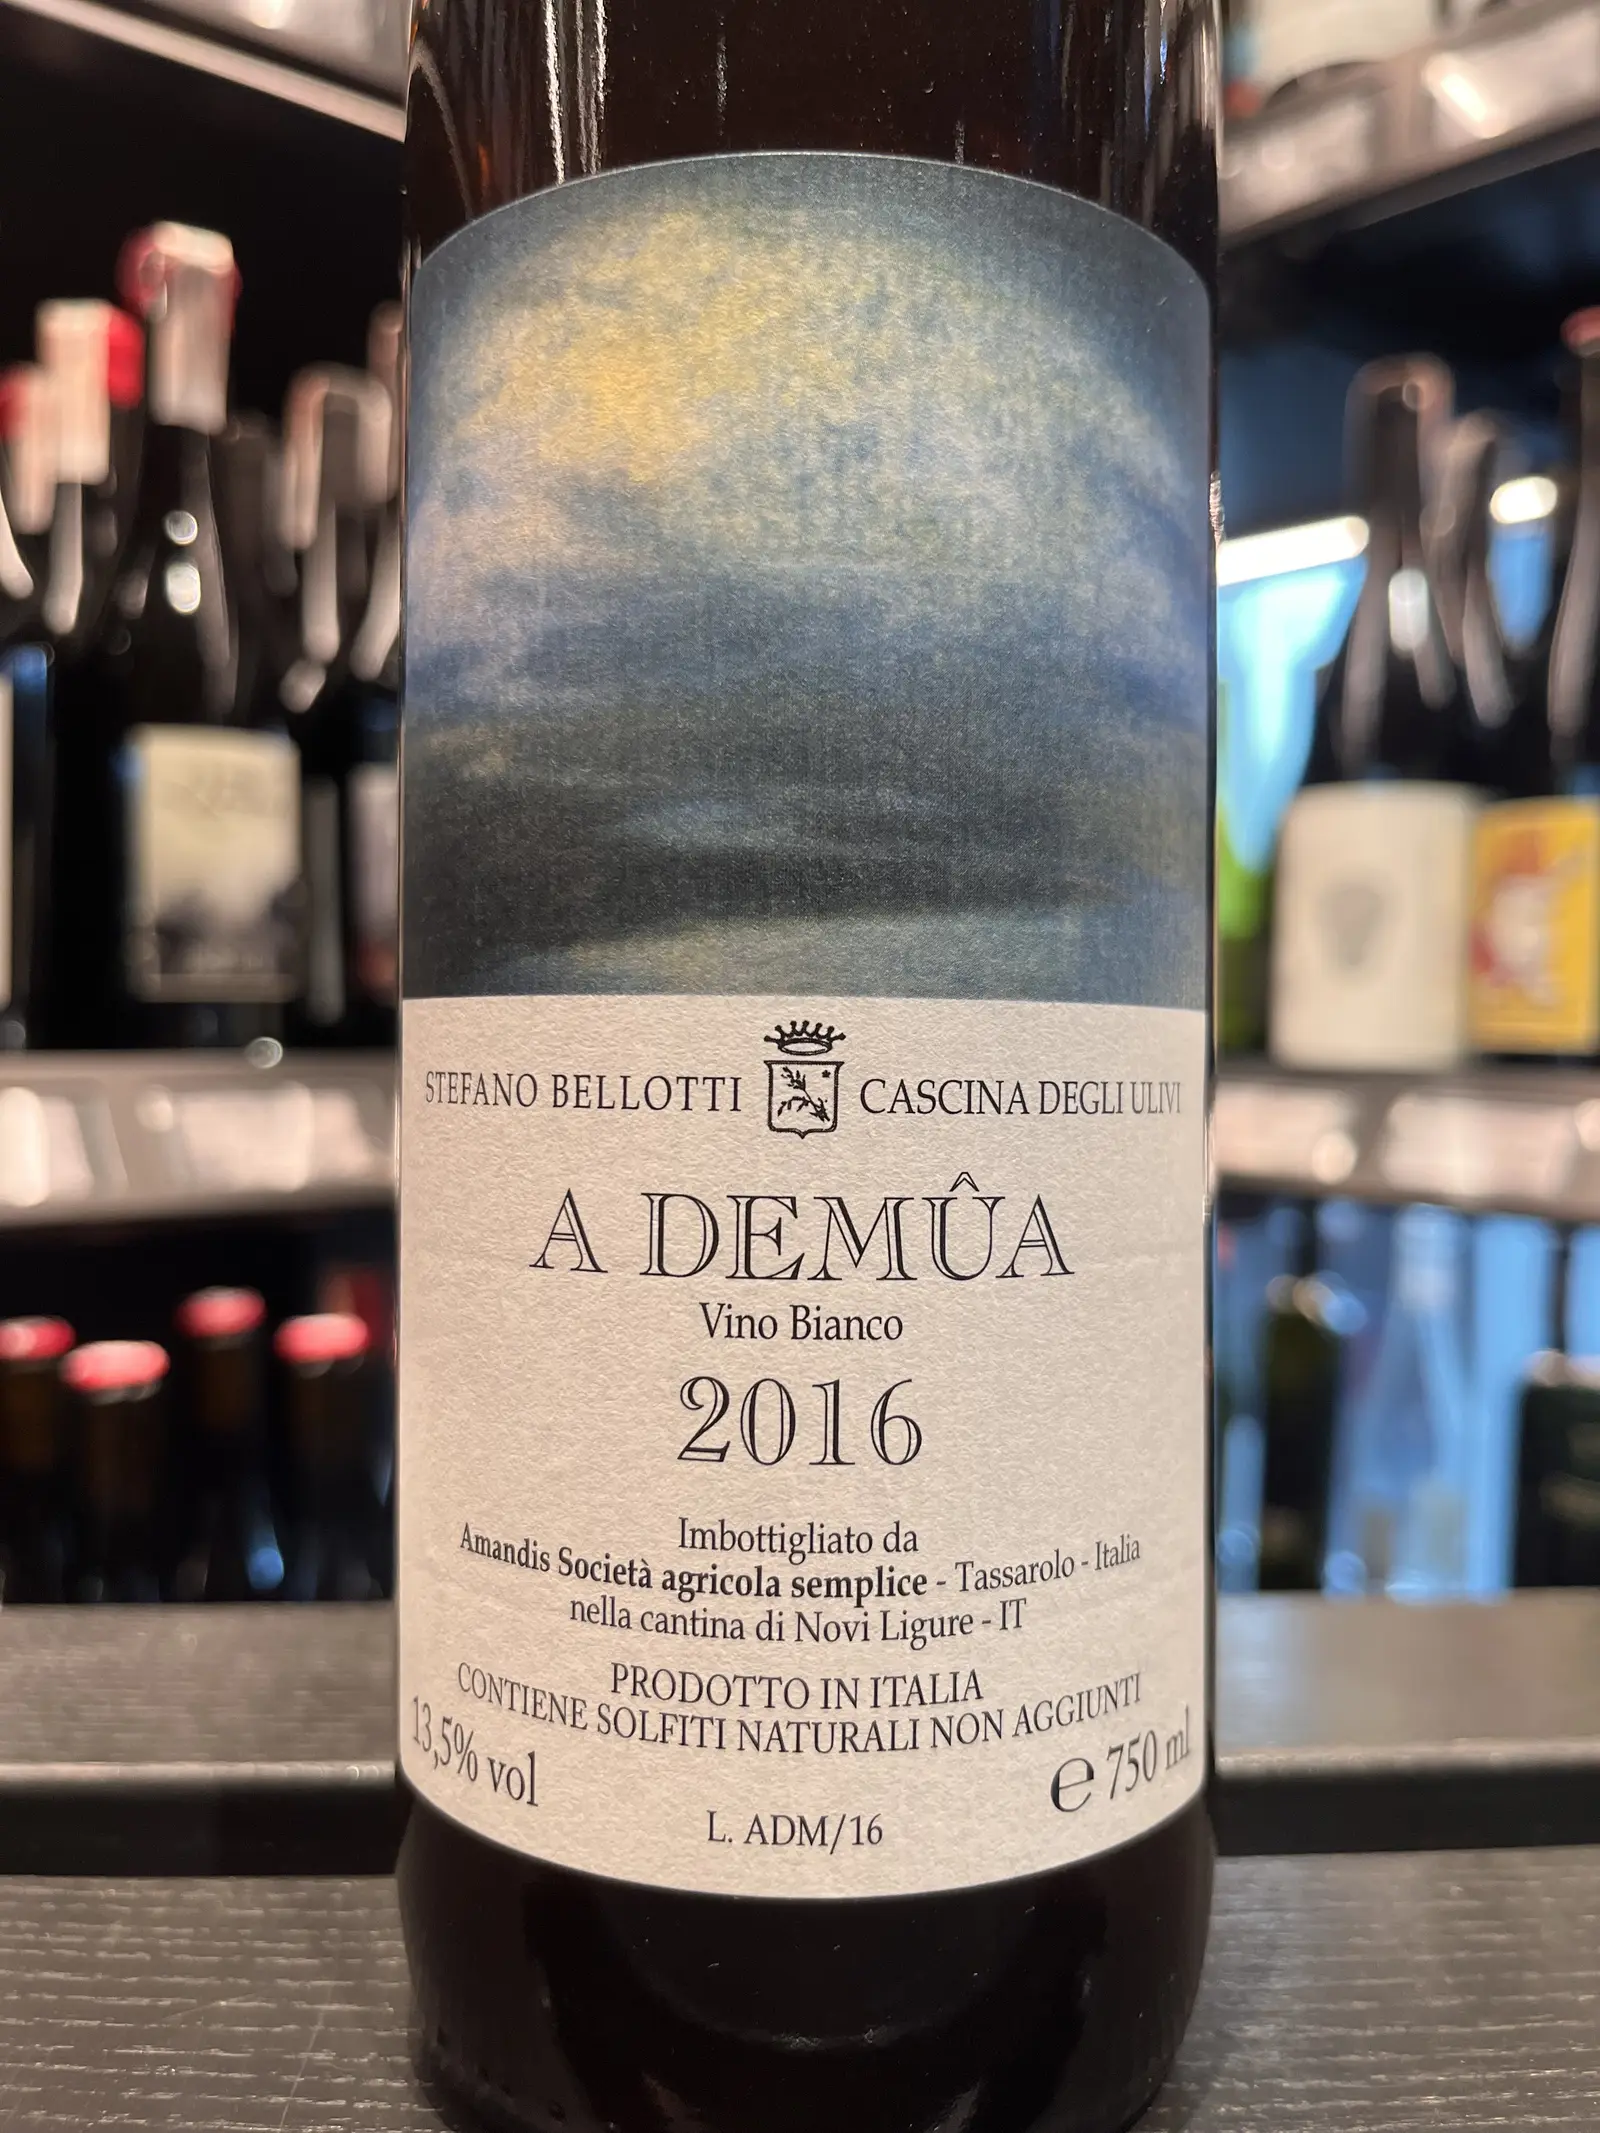 STEFANO BELLOTTI CASCINA DEGLI ULIVI
A DEMÛA
Vino Bianco
2016
Imbottigliato da
Amandis Società agricola semplice - Tassarolo - Italia
nella cantina di Novi Ligure - IT
PRODOTTO IN ITALIA
CONTIENE SOLFITI NATURALI NON AGGIUNTI
13,5% vol
℮ 750 ml
L. ADM/16